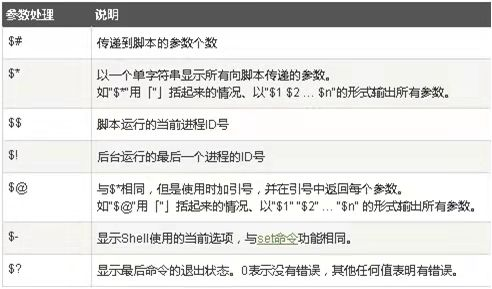 参数处理 说明
$# 传递到脚本的参数个数
$* 以一个单字符串显示所有向脚本传递的参数。
如"$*"用「"」括起来的情况、以"$1 $2 … $n"的形式输出所有参数。
$$ 脚本运行的当前进程ID号
$! 后台运行的最后一个进程的ID号
$@ 与$*相同，但是使用时加引号，并在引号中返回每个参数。
如"$@"用「"」括起来的情况、以"$1" "$2" … "$n" 的形式输出所有参数。
$- 显示Shell使用的当前选项，与set命令功能相同。
$? 显示最后命令的退出状态。0表示没有错误，其他任何值表明有错误。